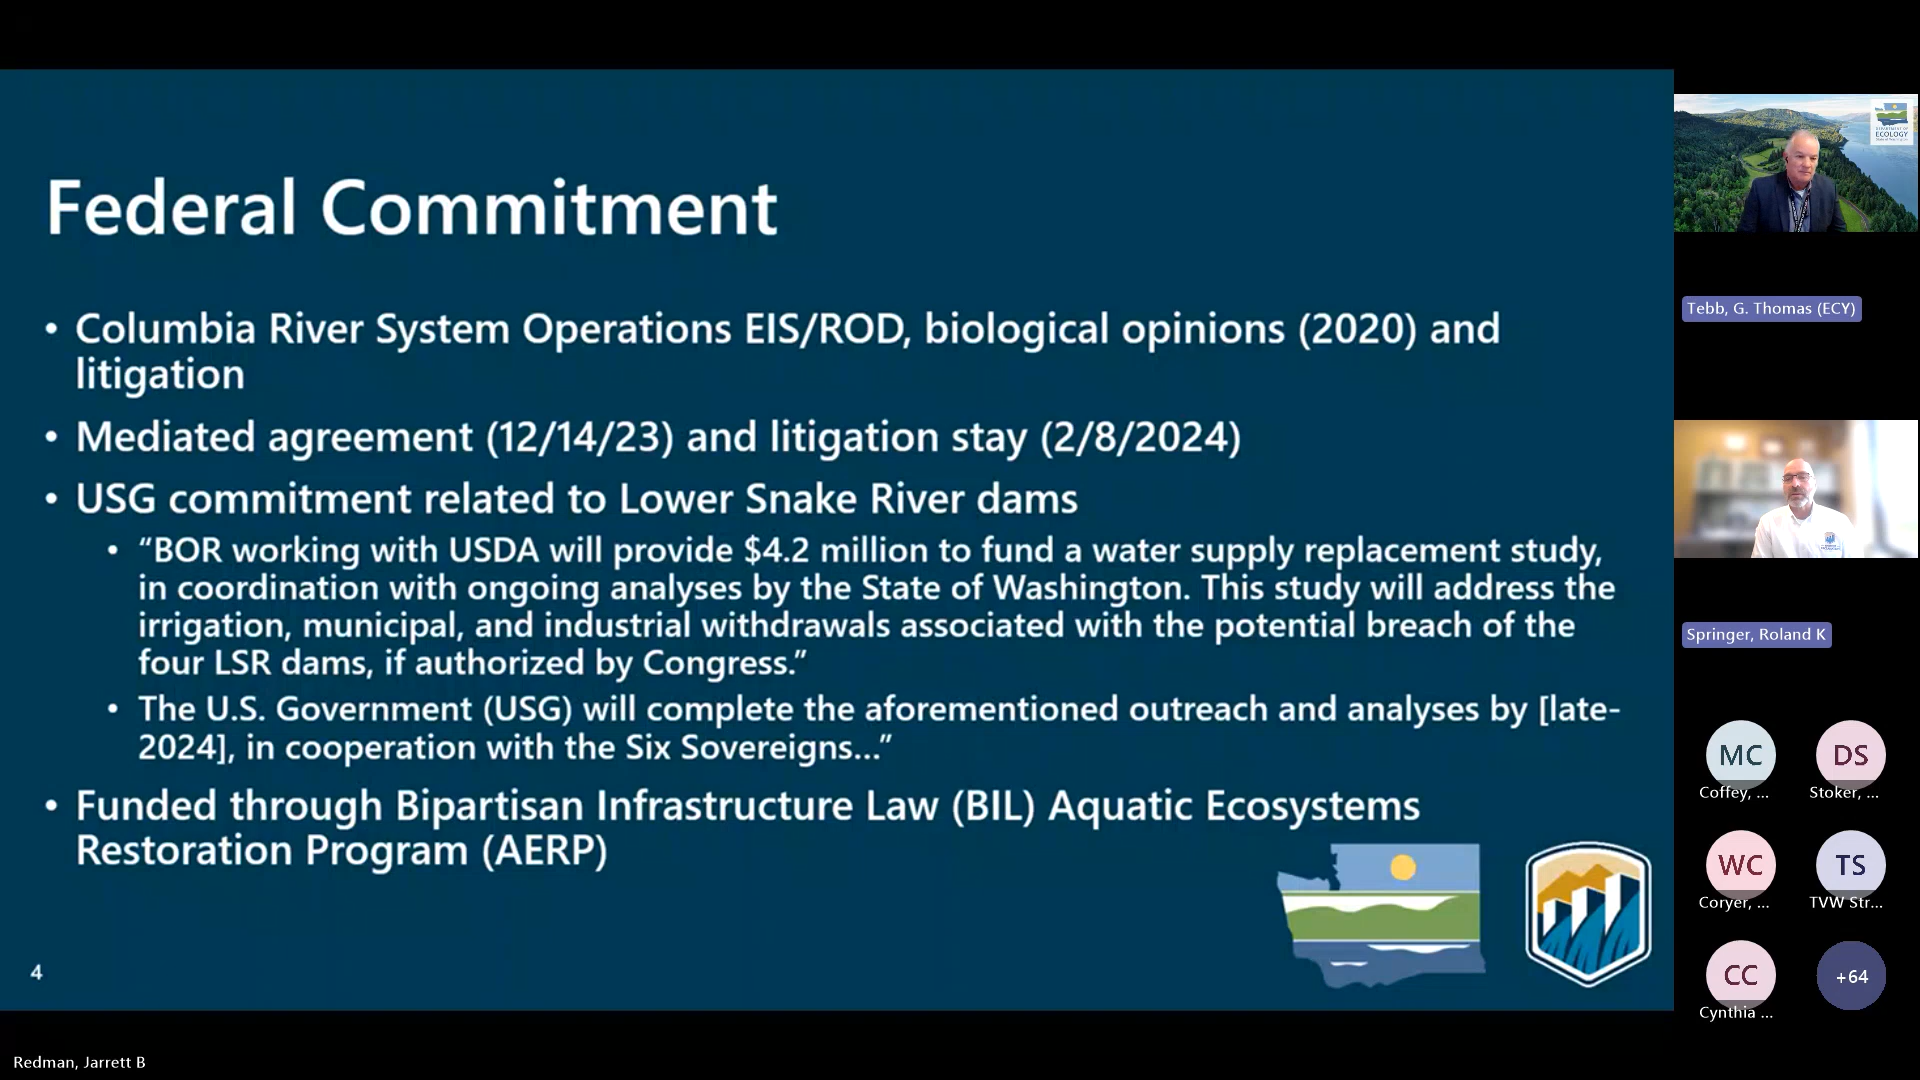 Federal Commitment
• Columbia River System Operations EIS/ROD, biological opinions (2020) and
litigation
• Mediated agreement (12/14/23) and litigation stay (2/8/2024)
• USG commitment related to Lower Snake River dams
• “BOR working with USDA will provide $4.2 million to fund a water supply replacement study,
in coordination with ongoing analyses by the State of Washington. This study will address the
irrigation, municipal, and industrial withdrawals associated with the potential breach of the
four LSR dams, if authorized by Congress.”
• The U.S. Government (USG) will complete the aforementioned outreach and analyses by [late-
2024], in cooperation with the Six Sovereigns...”
• Funded through Bipartisan Infrastructure Law (BIL) Aquatic Ecosystems
Restoration Program (AERP)
4
ECOLOGY
Tebb, G. Thomas (ECY)
Springer, Roland K
MC
DS
Coffey, ...
Stoker, ...
WC
TS
Coryer, ...
TVW Str...
CC
+64
Cynthia ...
Redman, Jarrett B